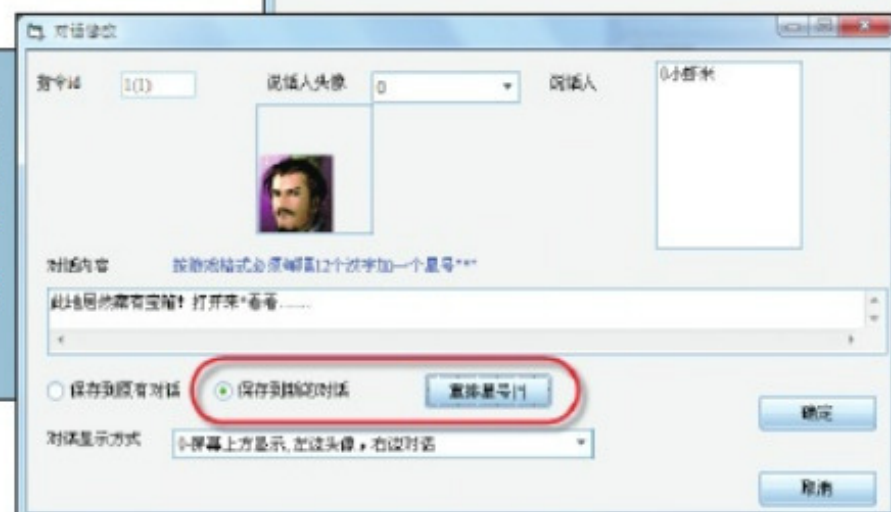 对话修改
指令id 1(1) 说话人头像 0 说话人 0小虾米
对话内容 按游戏格式必须每隔12个汉字加一个星号"*"
此地居然藏有宝箱! 打开来*看看......
保存到原有对话 保存到新的对话 重排星号(*)
确定
对话显示方式 0-屏幕上方显示,左边头像,右边对话
取消